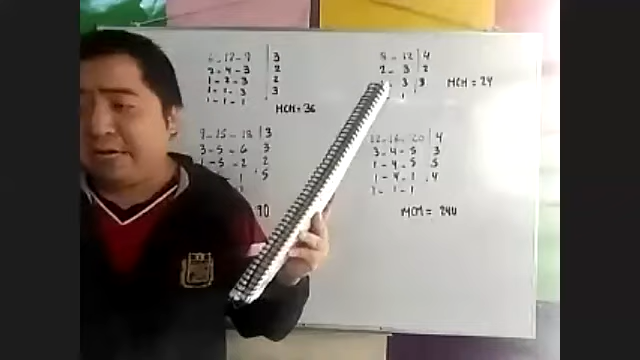 6-12-9 | 3
2-4-3 | 2
1-2-3 | 2
1-1-3 | 3
1-1-1
MCM=36
8-12 | 4
2-3 | 2
3 | 3
1
MCM=24
9-15-18 | 3
3-5-6 | 3
1-5-2 | 2
1 | 5
90
12-16-20 | 4
3-4-5 | 3
1-4-5 | 5
1-4-1 | 4
1-1-1
MCM= 240